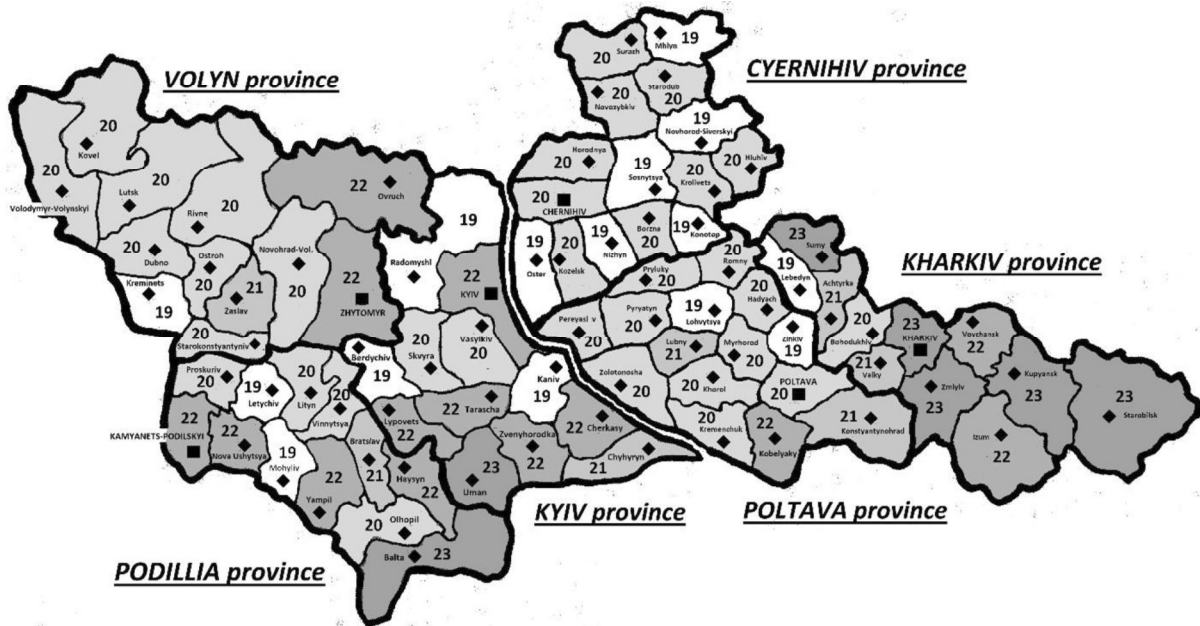 VOLYN province
CYERNIHIV province
KHARKIV province
KYIV province
POLTAVA province
PODILLIA province
20
Surazh
19
Mhlyn
20
Novozybkiv
Starodub
20
19
Novhorod-Siverskyi
20
Horodnya
19
Sosnytsya
20
Krolivets
20
Hluhiv
20
CHERNIHIV
19
Oster
20
Kozelsk
19
Nizhyn
Borzna
20
19
Konotop
20
Kovel
20
Volodymyr-Volynskyi
20
Lutsk
20
Rivne
22
Ovruch
20
Dubno
Ostroh
20
Novohrad-Vol.
20
22
ZHYTOMYR
Kreminets
19
21
Zaslav
20
Starokonstyantyniv
19
Radomyshl
22
KYIV
20
Skvyra
Vasylkiv
20
Berdychiv
19
Kaniv
19
22
Tarascha
Lypovets
22
Zvenyhorodka
22
22
Cherkasy
Chyhyryn
21
23
Uman
Proskuriv
20
19
Letychiv
20
Lityn
20
Vinnytsya
22
KAMYANETS-PODILSKYI
22
Nova Ushytsya
19
Mohyliv
22
Yampil
Bratslav
21
Haysyn
22
20
Olhopil
Balta
23
Pryluky
20
20
Romny
Pyryatyn
20
19
Lohvytsya
20
Hadyach
Zinkiv
19
20
Lubny
21
Myrhorod
20
Zolotonosha
20
20
Khorol
POLTAVA
20
20
Kremenchuk
22
Kobelyaky
21
Konstyantynohrad
23
Sumy
19
Lebedyn
Achtyrka
21
20
Bohodukhiv
23
KHARKIV
21
Valky
Vovchansk
22
Zmiyiv
23
Kupyansk
23
23
Starobilsk
Izum
22